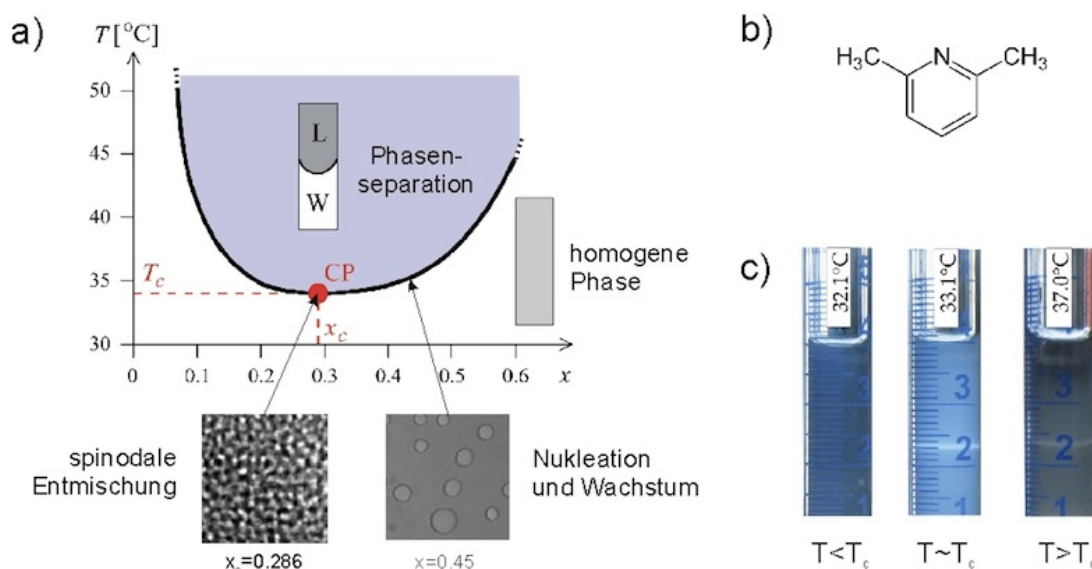 a)
T [°C]
50
45
40
35
30
0
0.1
0.2
0.3
0.4
0.5
0.6
x
L
W
Phasen-
separation
T_c
CP
x_c
homogene
Phase
spinodale
Entmischung
x_c=0.286
Nukleation
und Wachstum
x=0.45
b)
H₃C
N
CH₃
c)
32.1°C
33.1°C
37.0°C
3
2
1
3
2
1
3
2
1
T<T_c
T~T_c
T>T_c